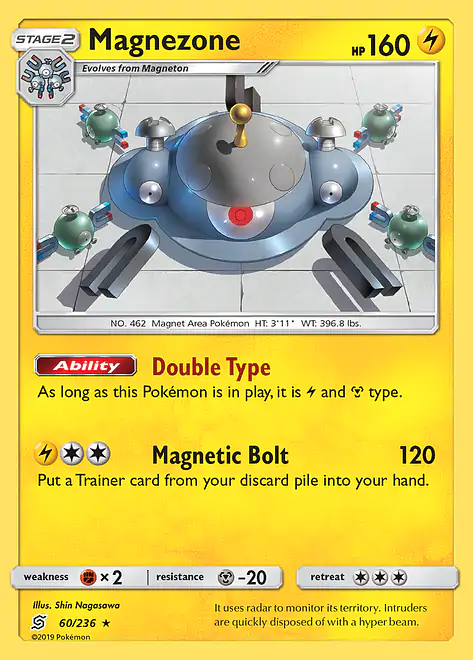 STAGE 2 Magnezone HP 160
Evolves from Magneton
NO. 462 Magnet Area Pokémon HT: 3'11" WT: 396.8 lbs.
Ability Double Type
As long as this Pokémon is in play, it is and type.
Magnetic Bolt 120
Put a Trainer card from your discard pile into your hand.
weakness ×2 resistance -20 retreat
Illus. Shin Nagasawa
60/236 ★
©2019 Pokémon
It uses radar to monitor its territory. Intruders
are quickly disposed of with a hyper beam.